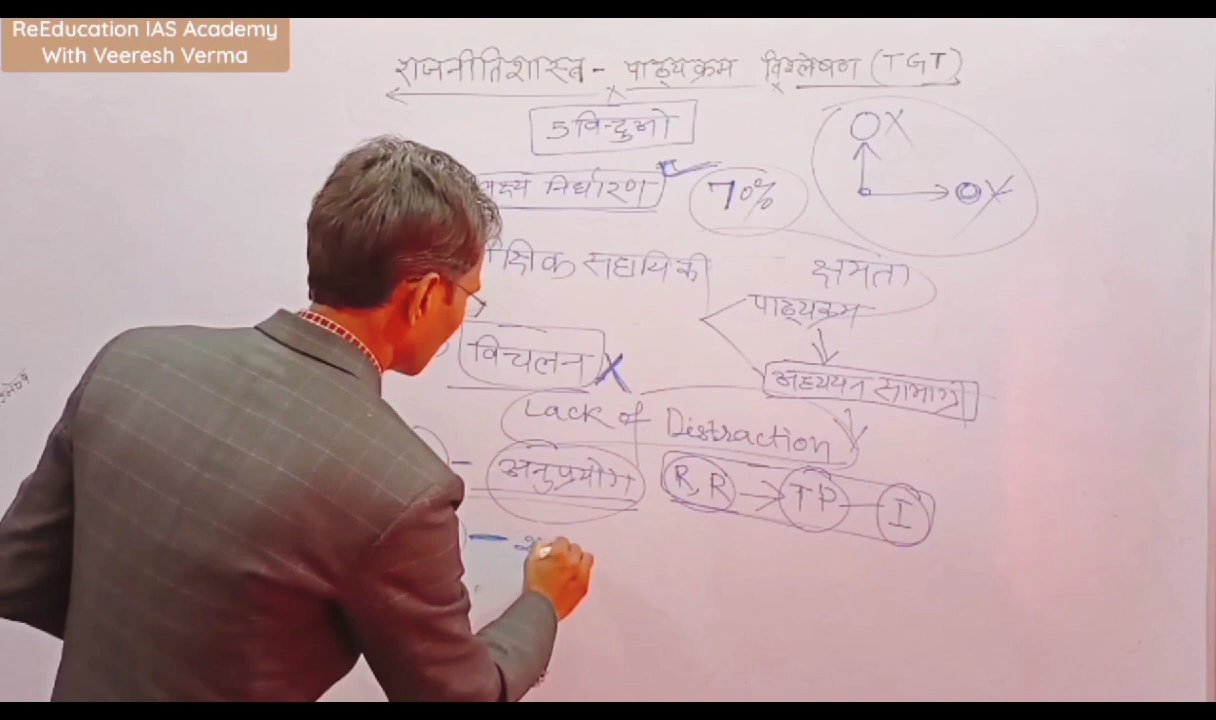 ReEducation IAS Academy
With Veeresh Verma
राजनीतिशास्त्र - पाठ्यक्रम विश्लेषण (TGT)
5 विन्दुओ
लक्ष्य निर्धारण 70%
X
X
क्षिक सहायिकी क्षमता
पाठ्यक्रम
विचलन X अध्ययन सामाग्री
Lack of Distraction
- अनुप्रयोग R,R → TP - I